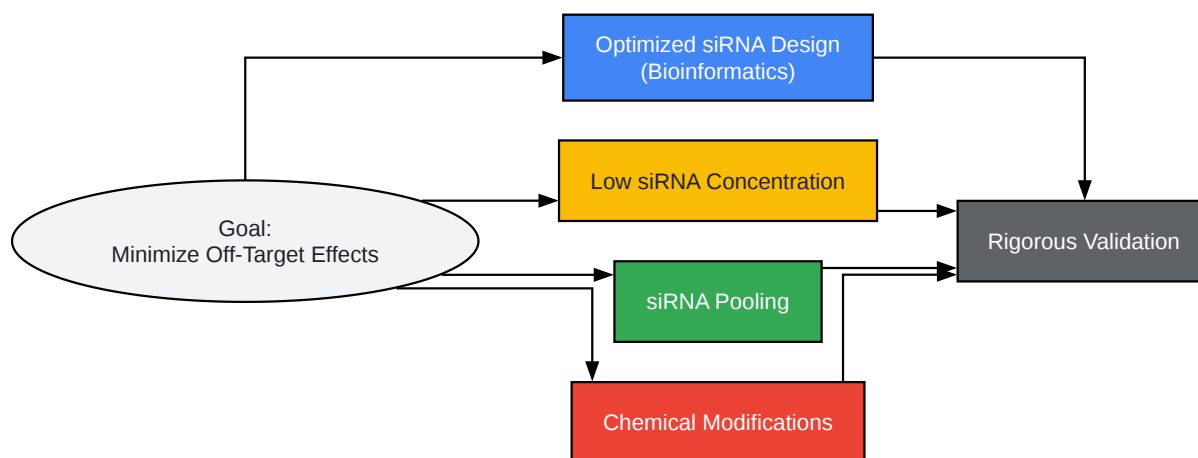 Optimized siRNA Design
(Bioinformatics)
Low siRNA Concentration
Goal:
Minimize Off-Target Effects
Rigorous Validation
siRNA Pooling
Chemical Modifications